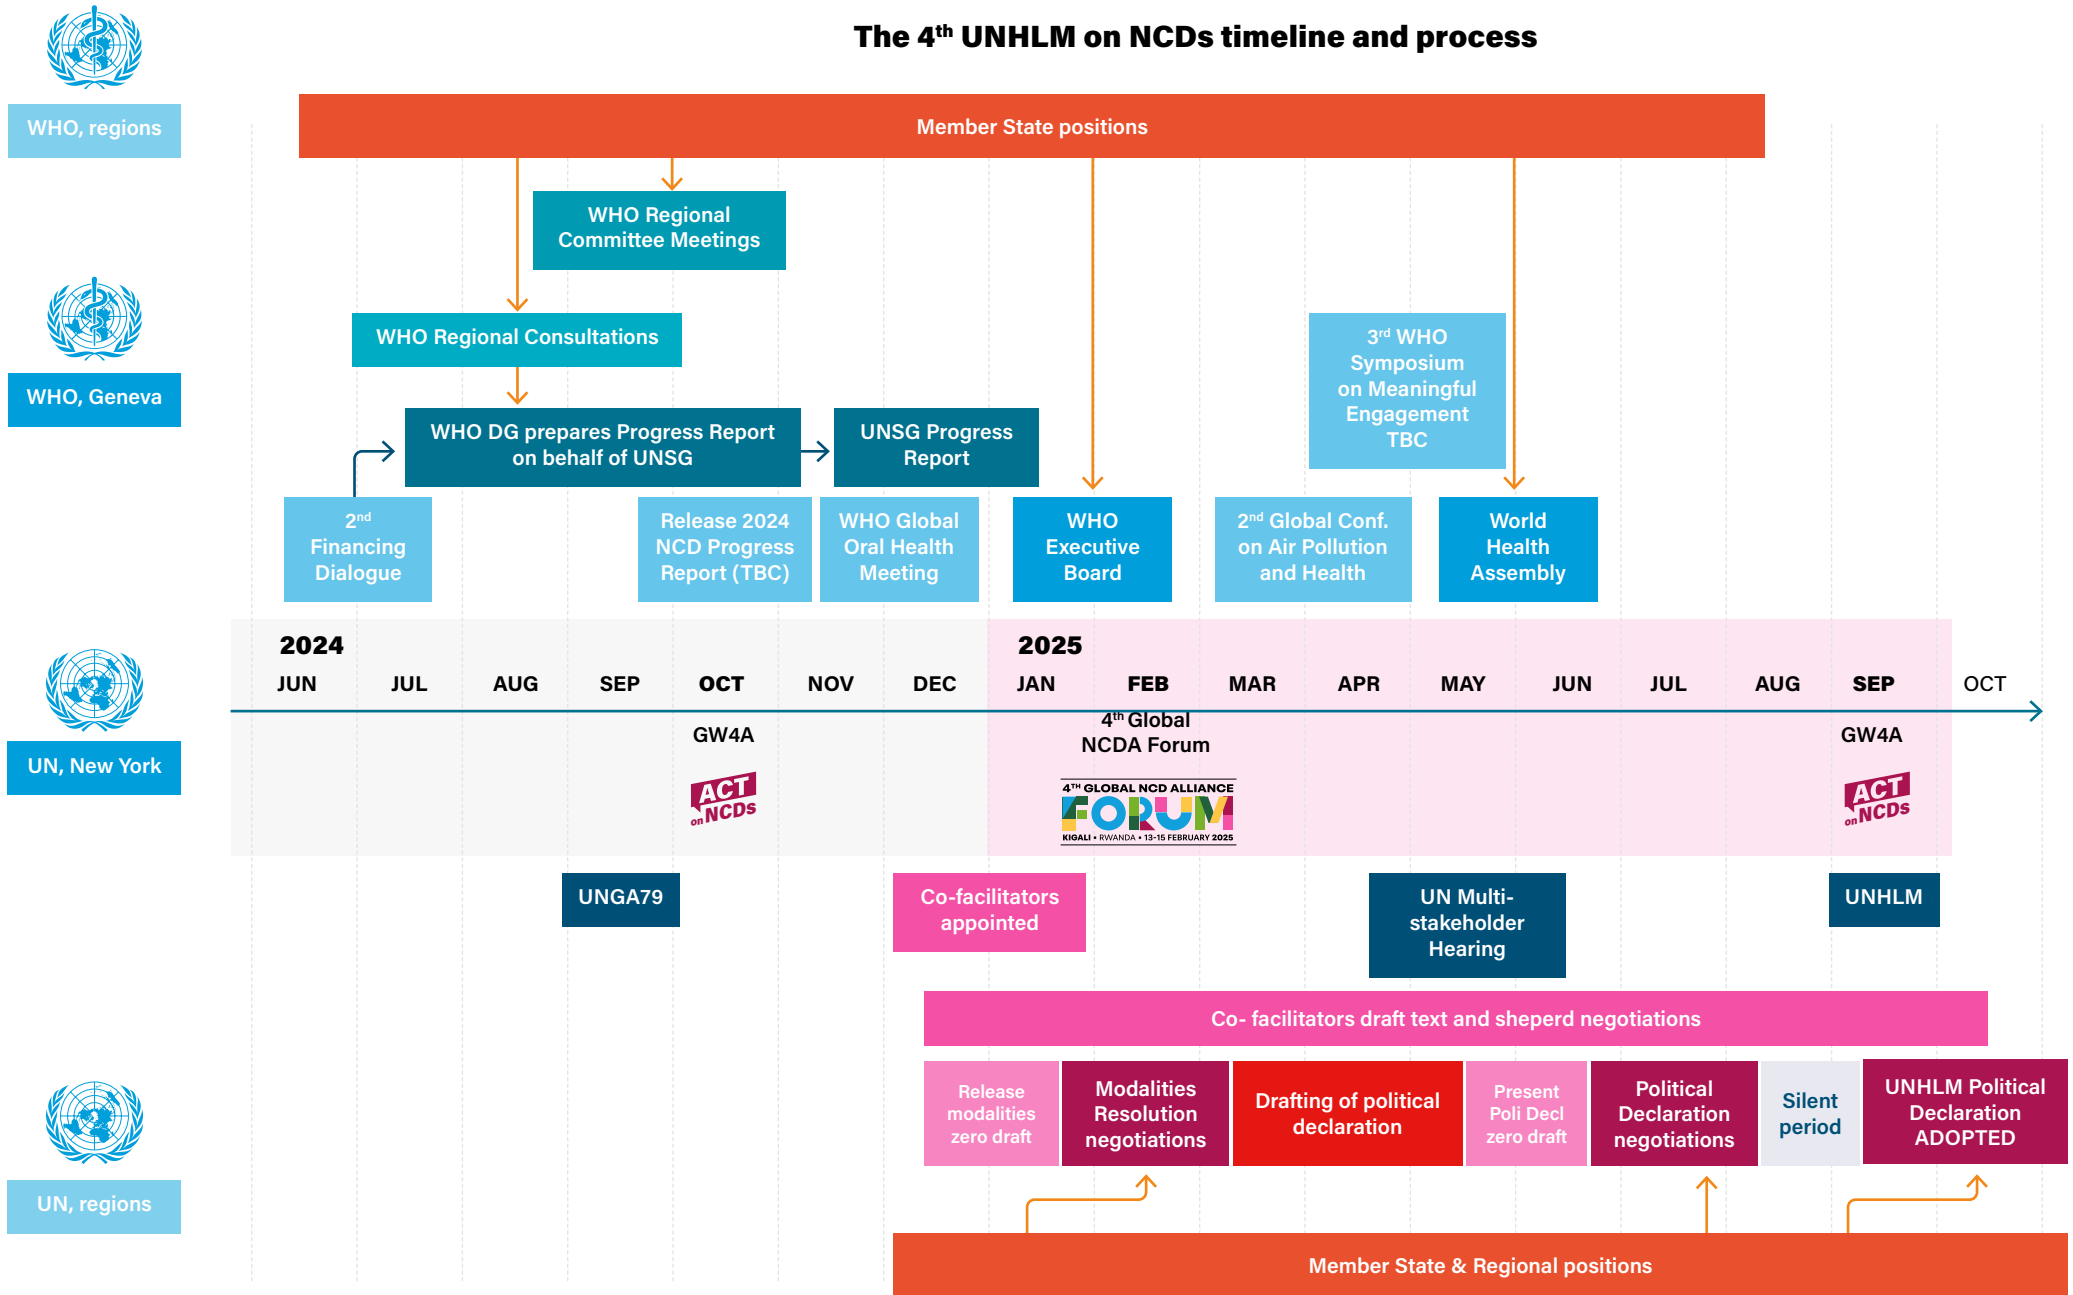 The 4th UNHLM on NCDs timeline and process
WHO, regions
Member State positions
WHO Regional
Committee Meetings
WHO, Geneva
WHO Regional Consultations
3rd WHO
Symposium
on Meaningful
Engagement
TBC
WHO DG prepares Progress Report
on behalf of UNSG
UNSG Progress
Report
2nd
Financing
Dialogue
Release 2024
NCD Progress
Report (TBC)
WHO Global
Oral Health
Meeting
WHO
Executive
Board
2nd Global Conf.
on Air Pollution
and Health
World
Health
Assembly
2024
2025
JUN JUL AUG SEP OCT NOV DEC JAN FEB MAR APR MAY JUN JUL AUG SEP OCT
UN, New York
GW4A
ACT
on NCDs
4th Global
NCDA Forum
4TH GLOBAL NCD ALLIANCE
FORUM
KIGALI • RWANDA • 13-15 FEBRUARY 2025
GW4A
ACT
on NCDs
UNGA79
Co-facilitators
appointed
UN Multi-
stakeholder
Hearing
UNHLM
Co- facilitators draft text and sheperd negotiations
Release
modalities
zero draft
Modalities
Resolution
negotiations
Drafting of political
declaration
Present
Poli Decl
zero draft
Political
Declaration
negotiations
Silent
period
UNHLM Political
Declaration
ADOPTED
UN, regions
Member State & Regional positions